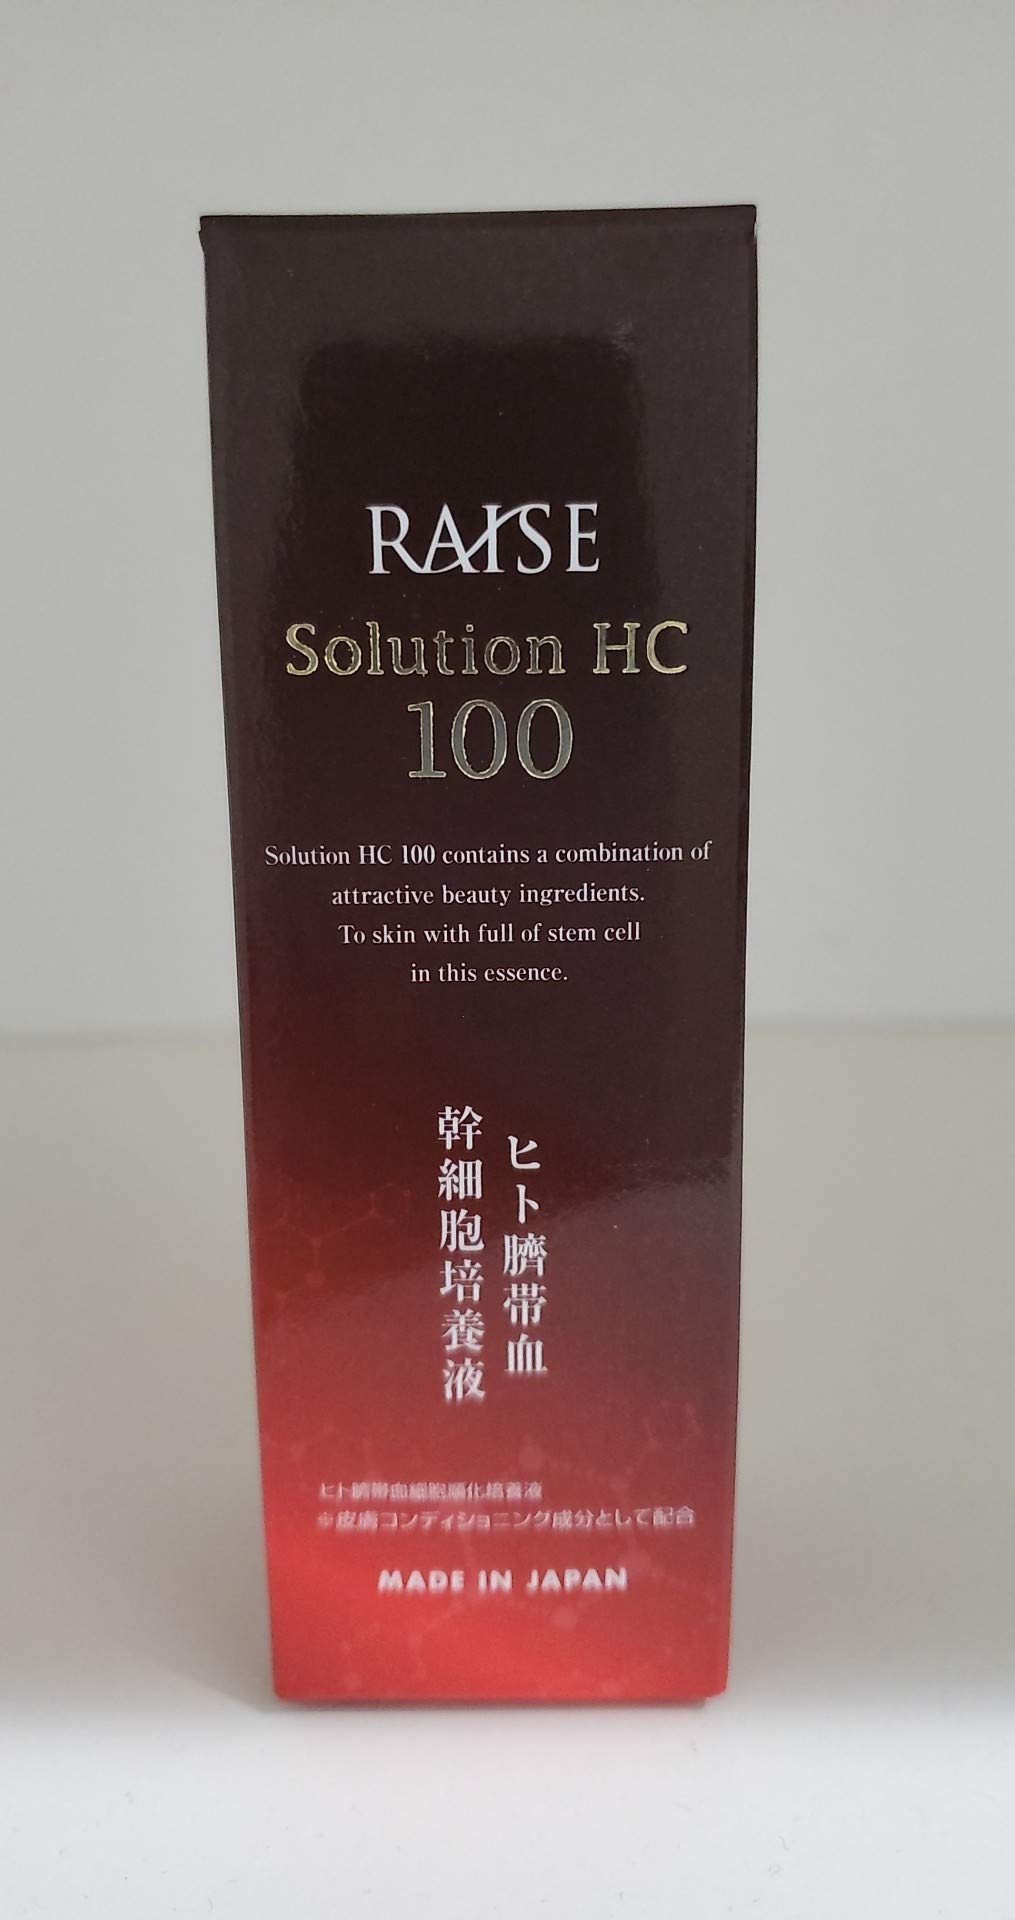 RAISE
Solution HC
100
Solution HC 100 contains a combination of
attractive beauty ingredients.
To skin with full of stem cell
in this essence.
ヒト臍帯血
幹細胞培養液
ヒト臍帯血細胞順化培養液
※皮膚コンディショニング成分として配合
MADE IN JAPAN